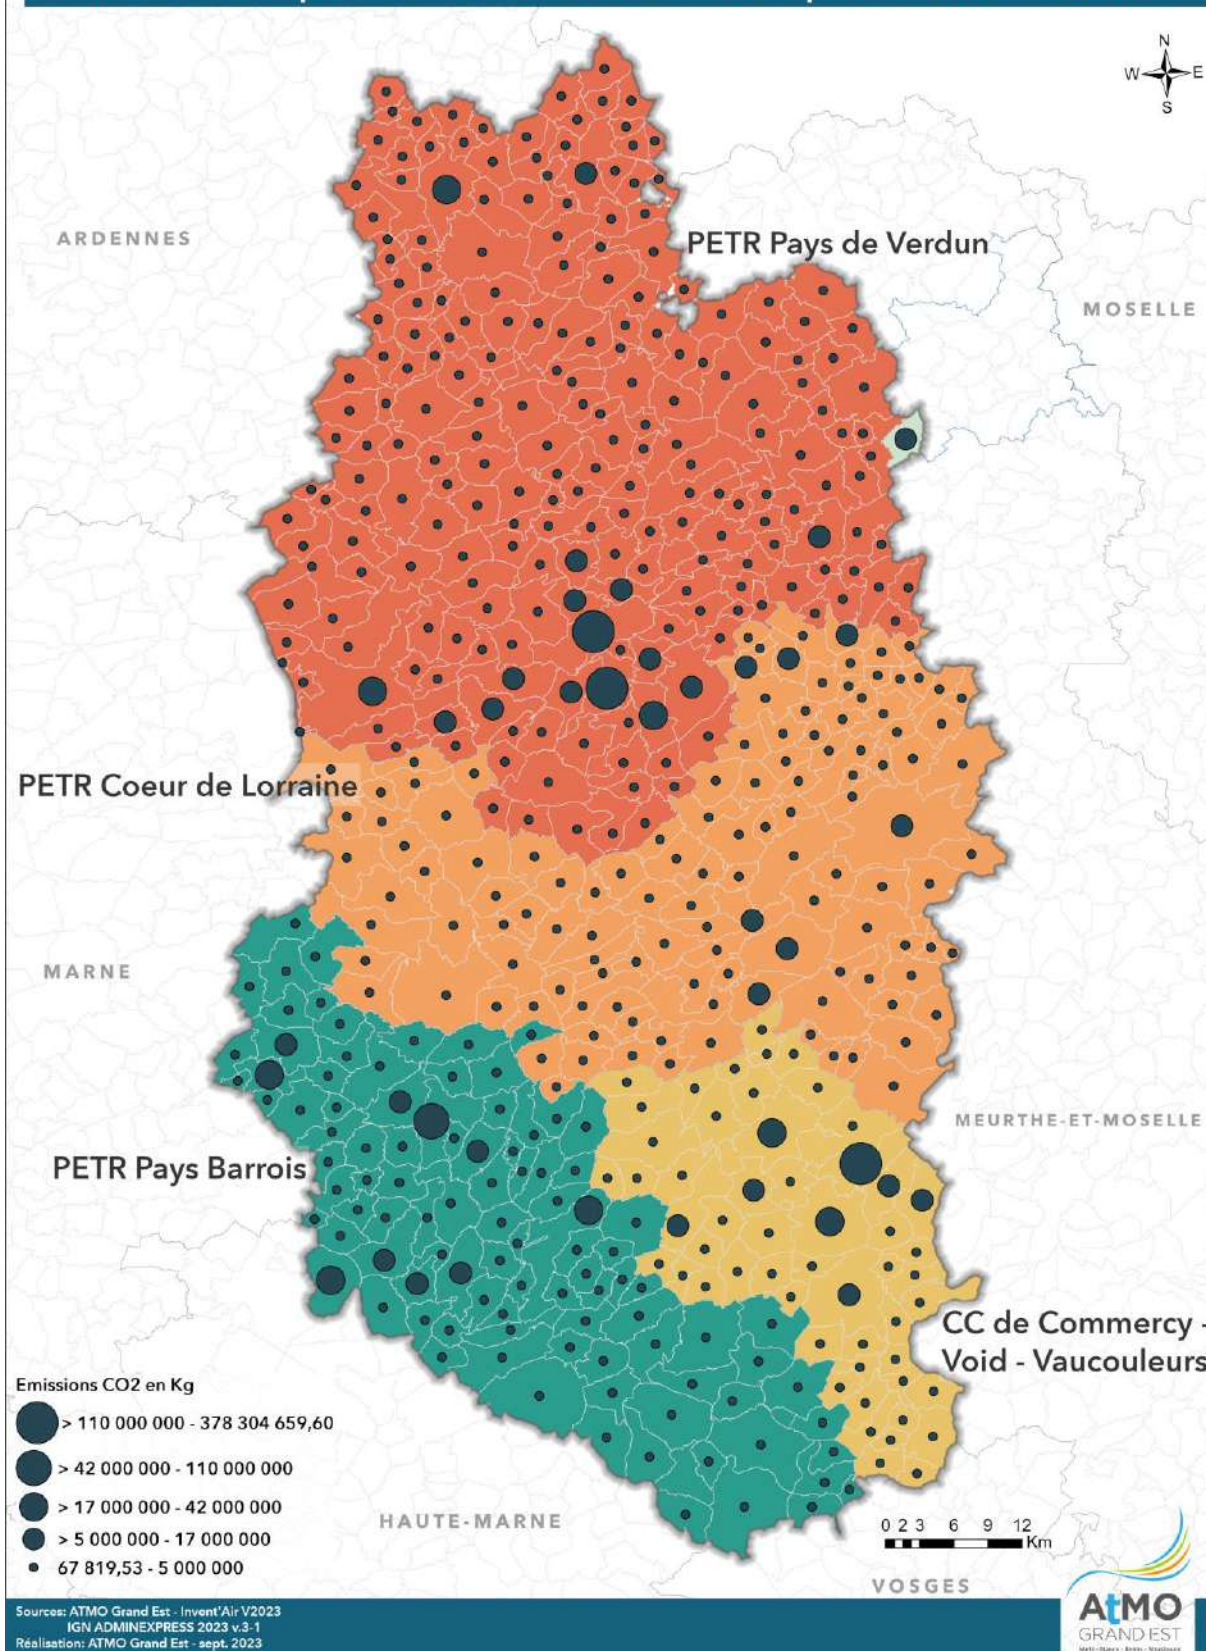 N
W E
S
ARDENNES
PETR Pays de Verdun
MOSELLE
PETR Coeur de Lorraine
MARNE
MEURTHE-ET-MOSELLE
PETR Pays Barrois
CC de Commercy -
Void - Vaucouleurs
Emissions CO2 en Kg
> 110 000 000 - 378 304 659,60
> 42 000 000 - 110 000 000
> 17 000 000 - 42 000 000
> 5 000 000 - 17 000 000
67 819,53 - 5 000 000
HAUTE-MARNE
0 2 3 6 9 12
Km
VOSGES
Sources: ATMO Grand Est - Invent'Air V2023
IGN ADMINEXPRESS 2023 v.3-1
Réalisation: ATMO Grand Est - sept. 2023
AtMO
GRAND EST